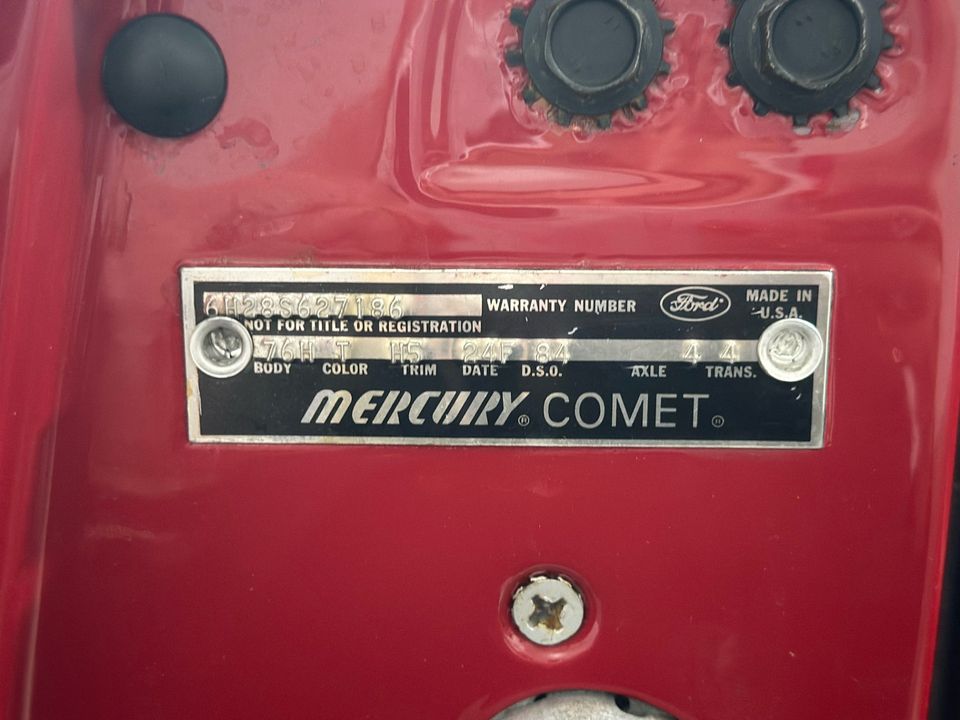 6H28S627186 WARRANTY NUMBER Ford MADE IN U.S.A.
NOT FOR TITLE OR REGISTRATION
76H T H5 24F 84 4 4
BODY COLOR TRIM DATE D.S.O. AXLE TRANS.
MERCURY® COMET®